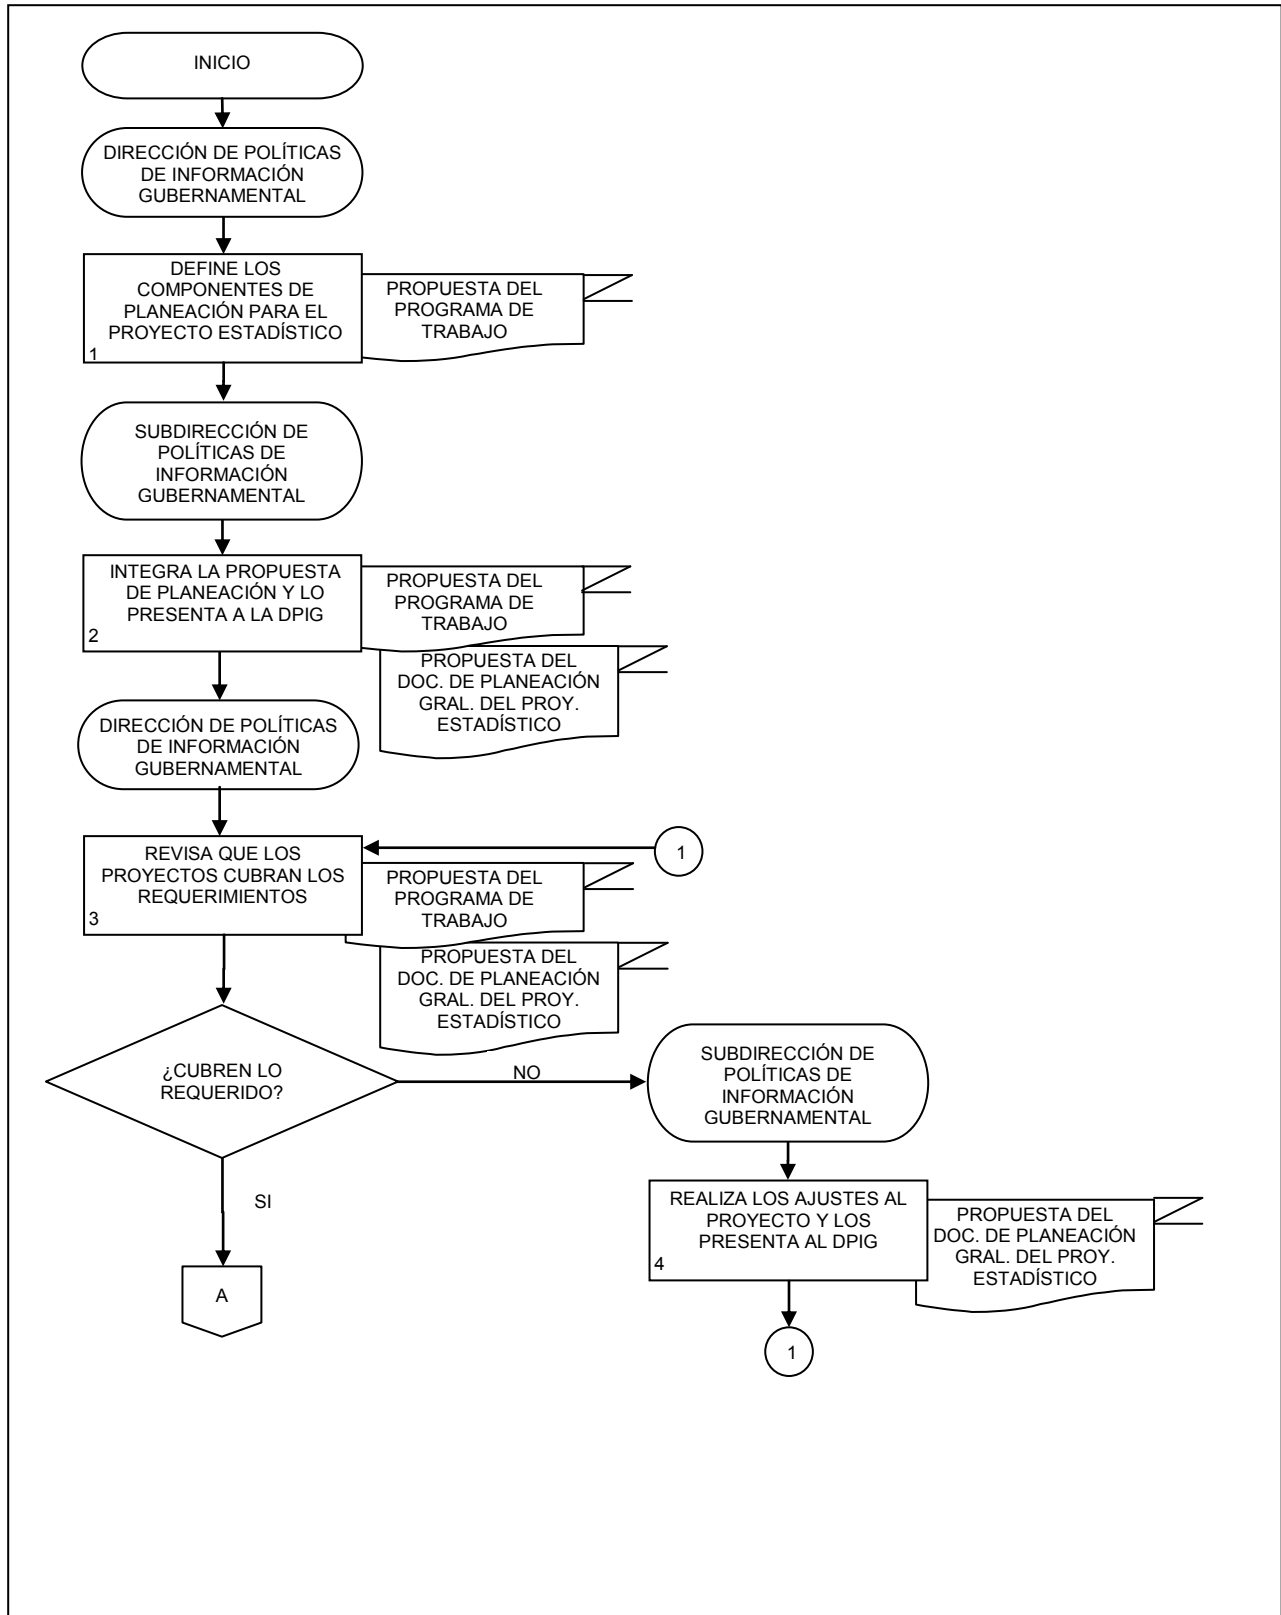 INICIO
DIRECCIÓN DE POLÍTICAS
DE INFORMACIÓN
GUBERNAMENTAL
DEFINE LOS
COMPONENTES DE
PLANEACIÓN PARA EL
PROYECTO ESTADÍSTICO
1
PROPUESTA DEL
PROGRAMA DE
TRABAJO
SUBDIRECCIÓN DE
POLÍTICAS DE
INFORMACIÓN
GUBERNAMENTAL
INTEGRA LA PROPUESTA
DE PLANEACIÓN Y LO
PRESENTA A LA DPIG
2
PROPUESTA DEL
PROGRAMA DE
TRABAJO
PROPUESTA DEL
DOC. DE PLANEACIÓN
GRAL. DEL PROY.
ESTADÍSTICO
DIRECCIÓN DE POLÍTICAS
DE INFORMACIÓN
GUBERNAMENTAL
REVISA QUE LOS
PROYECTOS CUBRAN LOS
REQUERIMIENTOS
3
1
PROPUESTA DEL
PROGRAMA DE
TRABAJO
PROPUESTA DEL
DOC. DE PLANEACIÓN
GRAL. DEL PROY.
ESTADÍSTICO
¿CUBREN LO
REQUERIDO?
NO
SUBDIRECCIÓN DE
POLÍTICAS DE
INFORMACIÓN
GUBERNAMENTAL
SI
REALIZA LOS AJUSTES AL
PROYECTO Y LOS
PRESENTA AL DPIG
4
PROPUESTA DEL
DOC. DE PLANEACIÓN
GRAL. DEL PROY.
ESTADÍSTICO
A
1